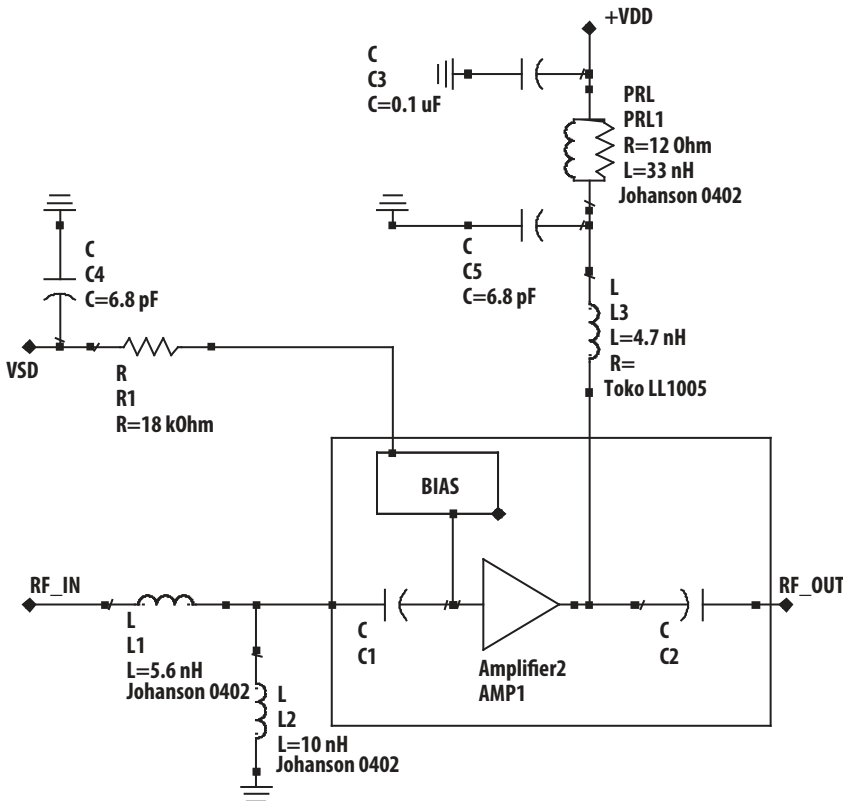 +VDD
C
C3
C=0.1 uF
PRL
PRL1
R=12 Ohm
L=33 nH
Johanson 0402
C
C4
C=6.8 pF
C
C5
C=6.8 pF
L
L3
L=4.7 nH
R=
Toko LL1005
VSD
R
R1
R=18 kOhm
BIAS
RF_IN
RF_OUT
L
L1
L=5.6 nH
Johanson 0402
C
C1
Amplifier2
AMP1
C
C2
L
L2
L=10 nH
Johanson 0402